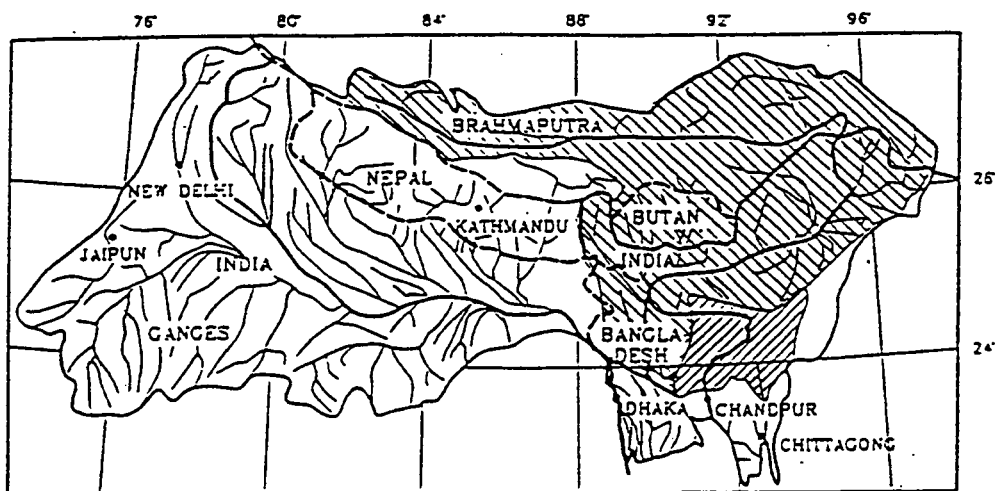 76° 80° 84° 88° 92° 96°
BRAHMAPUTRA
NEPAL
NEW DELHI
28°
KATHMANDU
BUTAN
JAIPUN
INDIA
INDIA
GANGES
BANGLA
DESH
24°
DHAKA
CHANDPUR
CHITTAGONG